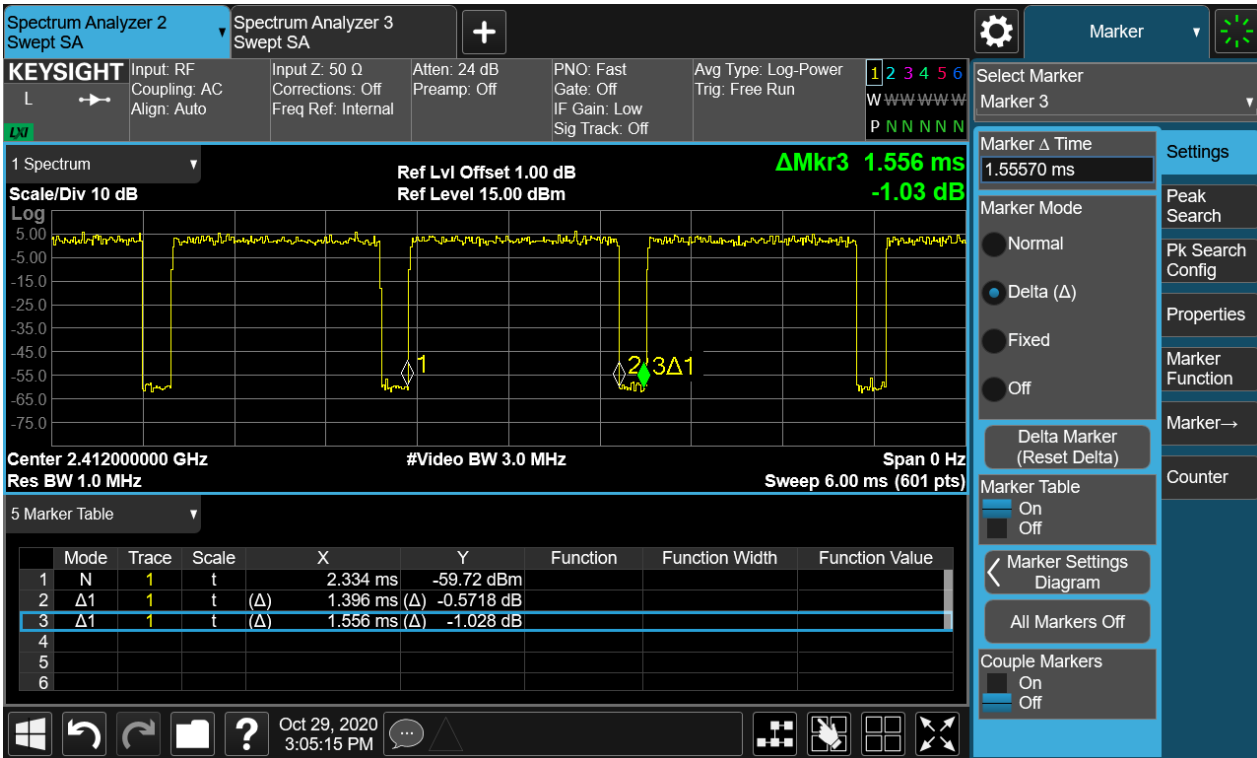 Spectrum Analyzer 2
Swept SA
Spectrum Analyzer 3
Swept SA
Marker
KEYSIGHT
L
LXI
Input: RF
Coupling: AC
Align: Auto
Input Z: 50 Ω
Corrections: Off
Freq Ref: Internal
Atten: 24 dB
Preamp: Off
PNO: Fast
Gate: Off
IF Gain: Low
Sig Track: Off
Avg Type: Log-Power
Trig: Free Run
1 2 3 4 5 6
W W W W W W
P N N N N N
Select Marker
Marker 3
1 Spectrum
Ref Lvl Offset 1.00 dB
ΔMkr3 1.556 ms
Scale/Div 10 dB
Ref Level 15.00 dBm
-1.03 dB
Log
5.00
-5.00
-15.0
-25.0
-35.0
-45.0
-55.0
-65.0
-75.0
1
2
3Δ1
Center 2.412000000 GHz
#Video BW 3.0 MHz
Span 0 Hz
Res BW 1.0 MHz
Sweep 6.00 ms (601 pts)
5 Marker Table
Mode Trace Scale X Y Function Function Width Function Value
1 N 1 t 2.334 ms -59.72 dBm
2 Δ1 1 t (Δ) 1.396 ms (Δ) -0.5718 dB
3 Δ1 1 t (Δ) 1.556 ms (Δ) -1.028 dB
4
5
6
Marker Δ Time
1.55570 ms
Marker Mode
Normal
Delta (Δ)
Fixed
Off
Delta Marker
(Reset Delta)
Marker Table
On
Off
Marker Settings
Diagram
All Markers Off
Couple Markers
On
Off
Settings
Peak
Search
Pk Search
Config
Properties
Marker
Function
Marker→
Counter
?
Oct 29, 2020
3:05:15 PM